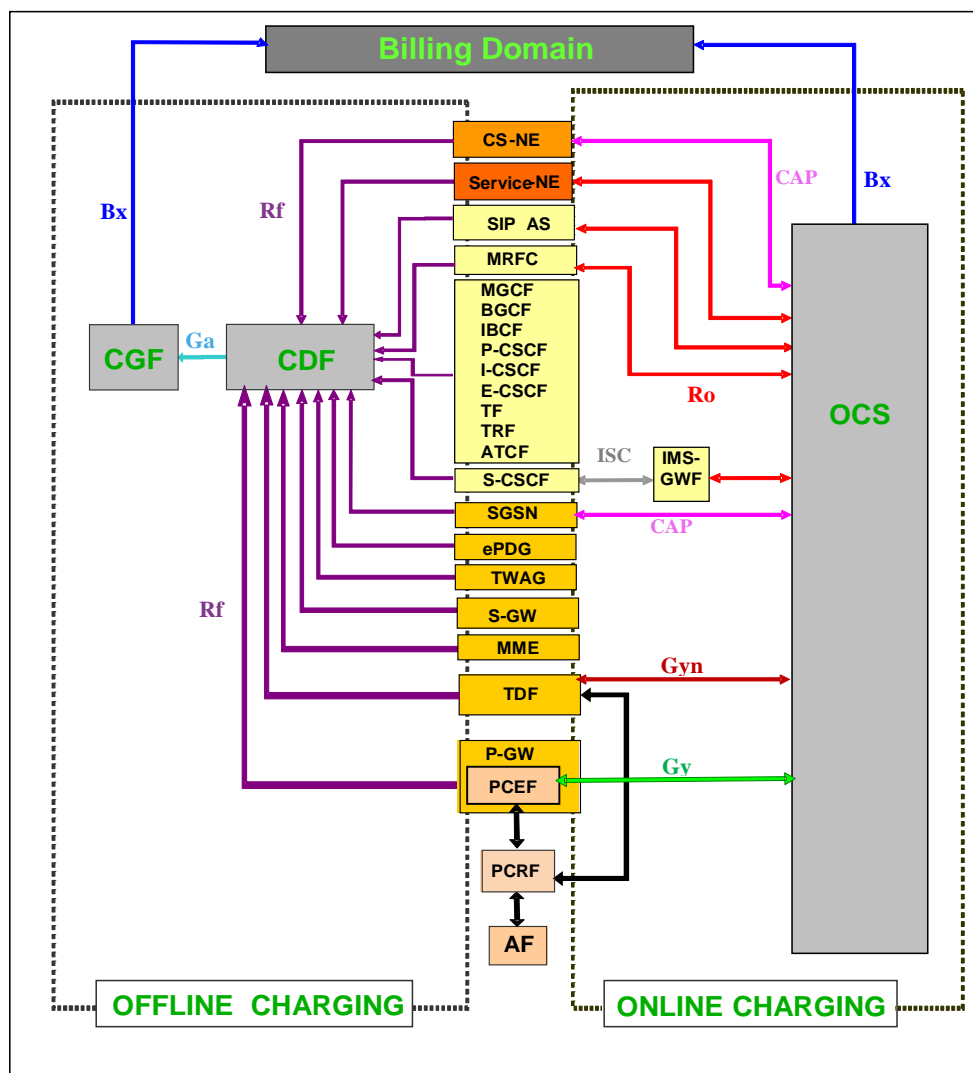 Billing Domain
CS-NE
CAP
Service-NE
Bx
Rf
Bx
SIP AS
MRFC
MGCF
BGCF
IBCF
P-CSCF
I-CSCF
E-CSCF
TF
TRF
ATCF
CGF
Ga
CDF
Ro
OCS
ISC
IMS-
GWF
S-CSCF
SGSN
CAP
ePDG
TWAG
Rf
S-GW
MME
Gyn
TDF
P-GW
PCEF
Gy
PCRF
AF
OFFLINE CHARGING
ONLINE CHARGING